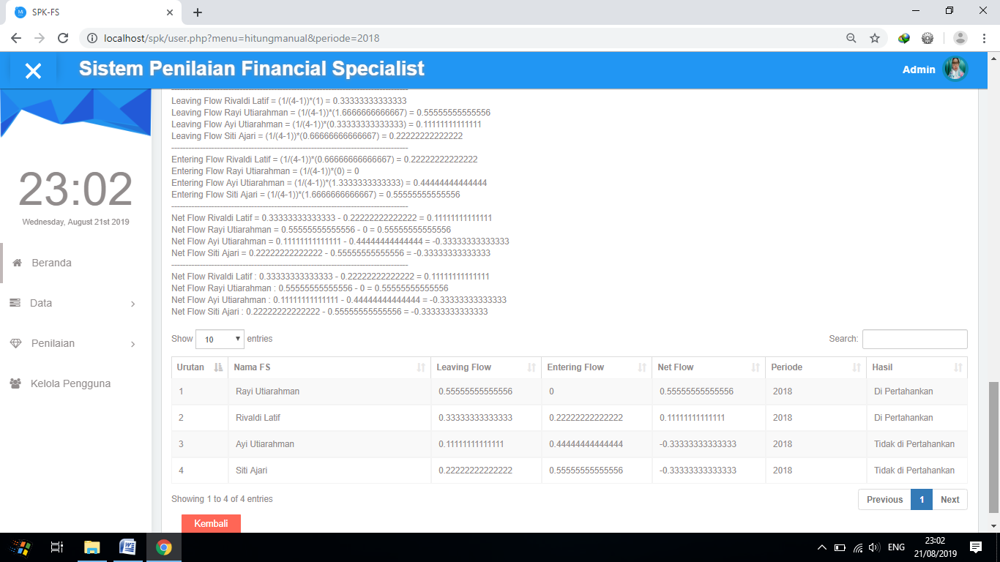 SPK-FS
localhost/spk/user.php?menu=hitungmanual&periode=2018
Sistem Penilaian Financial Specialist
Admin
23:02
Wednesday, August 21st 2019
Beranda
Data
Penilaian
Kelola Pengguna
--------------------------------------------------------------------------------
Leaving Flow Rivaldi Latif = (1/(4-1))*(1) = 0.33333333333333
Leaving Flow Rayi Utiarahman = (1/(4-1))*(1.6666666666667) = 0.55555555555556
Leaving Flow Ayi Utiarahman = (1/(4-1))*(0.33333333333333) = 0.11111111111111
Leaving Flow Siti Ajari = (1/(4-1))*(0.66666666666667) = 0.22222222222222
--------------------------------------------------------------------------------
Entering Flow Rivaldi Latif = (1/(4-1))*(0.66666666666667) = 0.22222222222222
Entering Flow Rayi Utiarahman = (1/(4-1))*(0) = 0
Entering Flow Ayi Utiarahman = (1/(4-1))*(1.3333333333333) = 0.44444444444444
Entering Flow Siti Ajari = (1/(4-1))*(1.6666666666667) = 0.55555555555556
--------------------------------------------------------------------------------
Net Flow Rivaldi Latif = 0.33333333333333 - 0.22222222222222 = 0.11111111111111
Net Flow Rayi Utiarahman = 0.55555555555556 - 0 = 0.55555555555556
Net Flow Ayi Utiarahman = 0.11111111111111 - 0.44444444444444 = -0.33333333333333
Net Flow Siti Ajari = 0.22222222222222 - 0.55555555555556 = -0.33333333333333
--------------------------------------------------------------------------------
Net Flow Rivaldi Latif : 0.33333333333333 - 0.22222222222222 = 0.11111111111111
Net Flow Rayi Utiarahman : 0.55555555555556 - 0 = 0.55555555555556
Net Flow Ayi Utiarahman : 0.11111111111111 - 0.44444444444444 = -0.33333333333333
Net Flow Siti Ajari : 0.22222222222222 - 0.55555555555556 = -0.33333333333333
Show 10 entries Search:
Urutan Nama FS Leaving Flow Entering Flow Net Flow Periode Hasil
1 Rayi Utiarahman 0.55555555555556 0 0.55555555555556 2018 Di Pertahankan
2 Rivaldi Latif 0.33333333333333 0.22222222222222 0.11111111111111 2018 Di Pertahankan
3 Ayi Utiarahman 0.11111111111111 0.44444444444444 -0.33333333333333 2018 Tidak di Pertahankan
4 Siti Ajari 0.22222222222222 0.55555555555556 -0.33333333333333 2018 Tidak di Pertahankan
Showing 1 to 4 of 4 entries Previous 1 Next
Kembali
ENG
23:02
21/08/2019